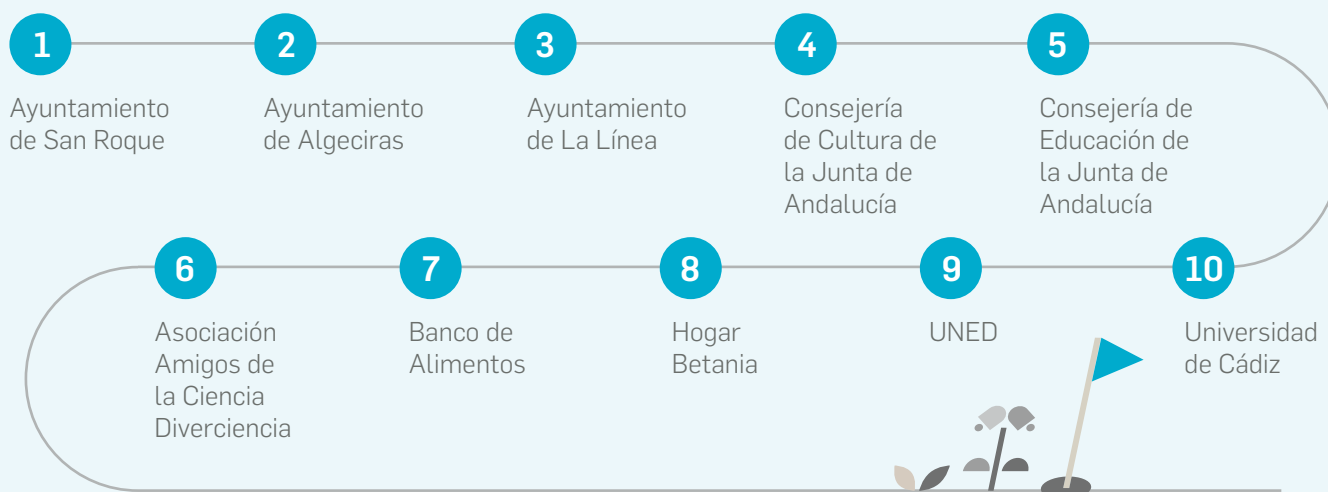 1
Ayuntamiento
de San Roque
2
Ayuntamiento
de Algeciras
3
Ayuntamiento
de La Línea
4
Consejería
de Cultura de
la Junta de
Andalucía
5
Consejería de
Educación de
la Junta de
Andalucía
6
Asociación
Amigos de
la Ciencia
Diverciencia
7
Banco de
Alimentos
8
Hogar
Betania
9
UNED
10
Universidad
de Cádiz